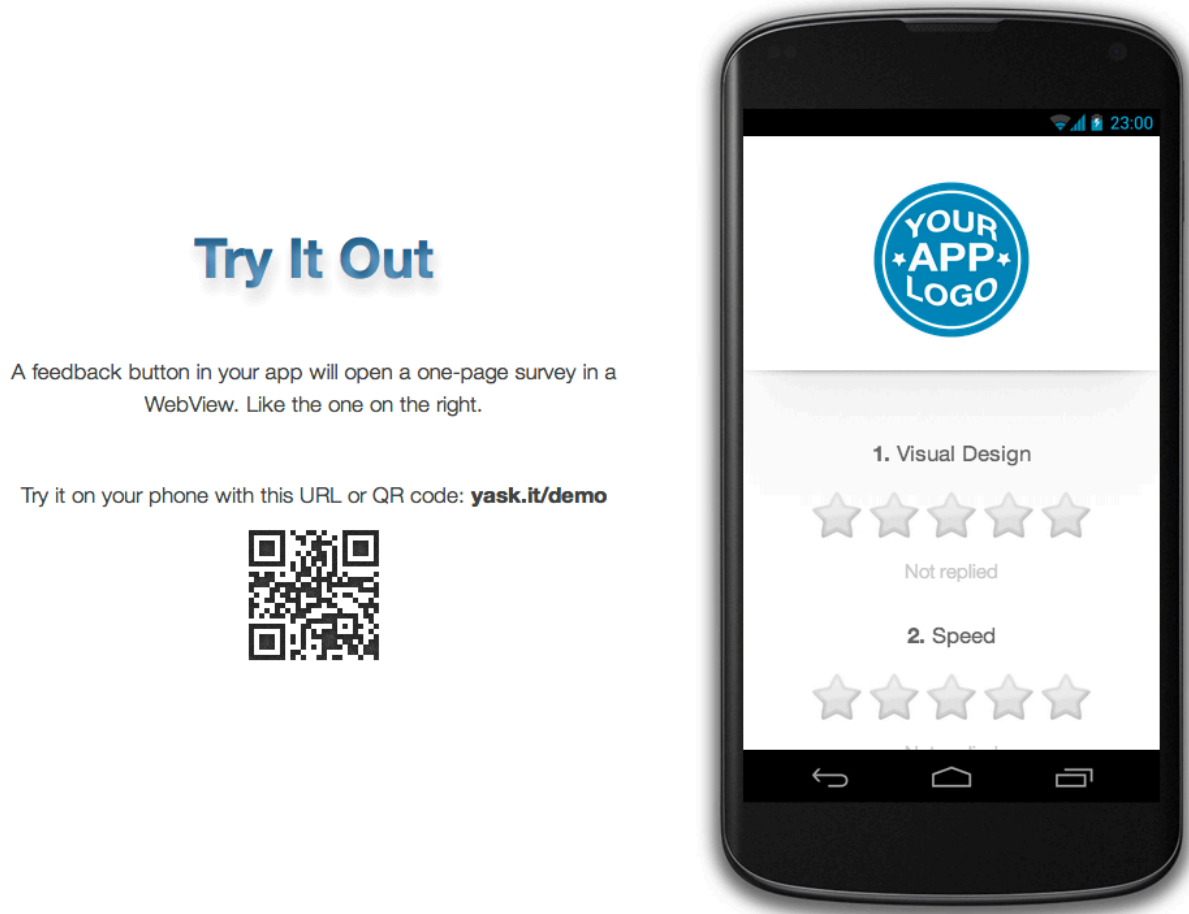 Try It Out
A feedback button in your app will open a one-page survey in a
WebView. Like the one on the right.
Try it on your phone with this URL or QR code: yask.it/demo
23:00
YOUR
APP
LOGO
1. Visual Design
Not replied
2. Speed